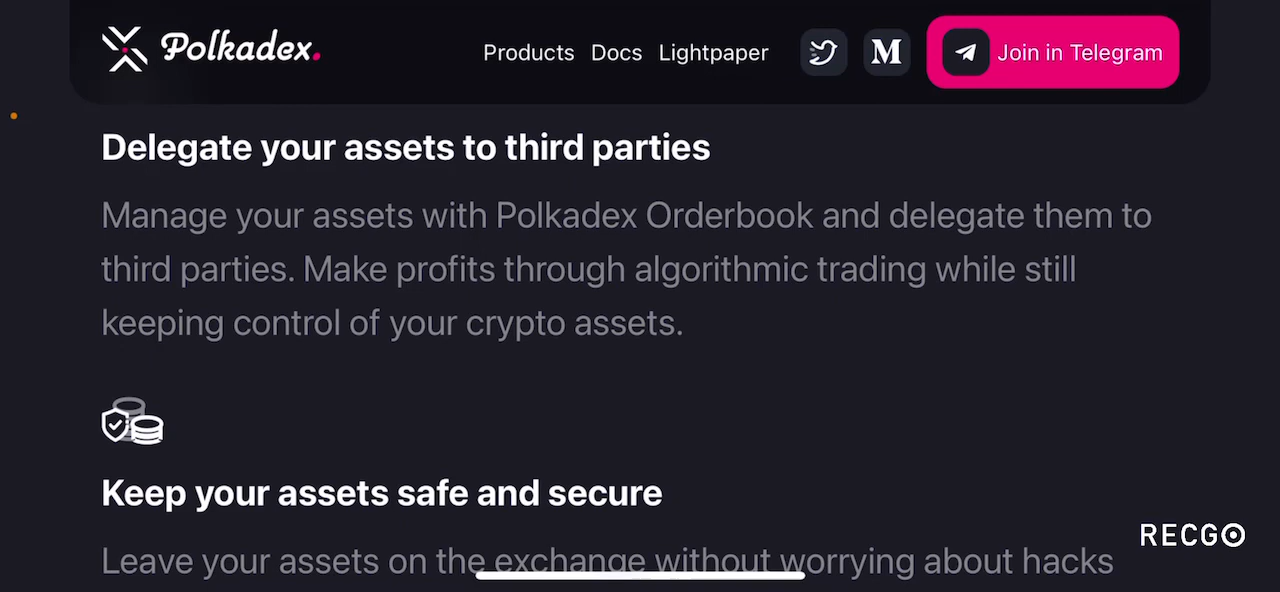 Polkadex.
Products Docs Lightpaper M Join in Telegram
Delegate your assets to third parties
Manage your assets with Polkadex Orderbook and delegate them to
third parties. Make profits through algorithmic trading while still
keeping control of your crypto assets.
Keep your assets safe and secure
Leave your assets on the exchange without worrying about hacks
RECGO